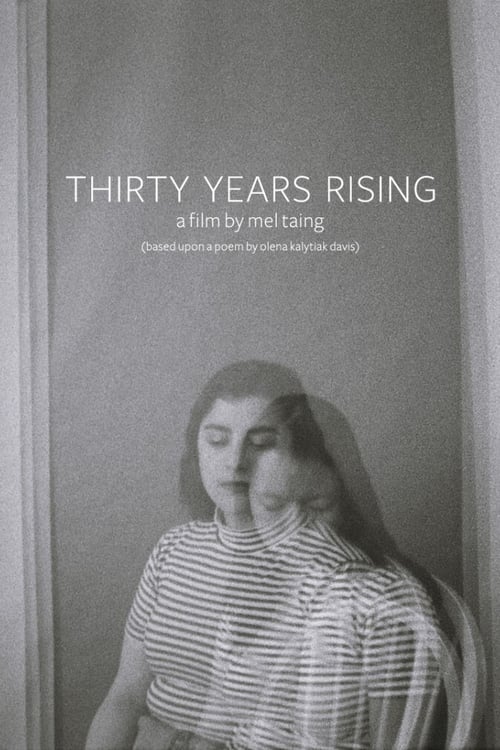 THIRTY YEARS RISING
a film by mel taing
(based upon a poem by olena kalytiak davis)